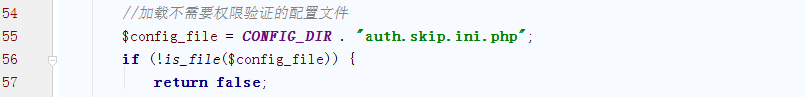 54 //加载不需要权限验证的配置文件
55 $config_file = CONFIG_DIR . "auth.skip.ini.php";
56 if (!is_file($config_file)) {
57 return false;